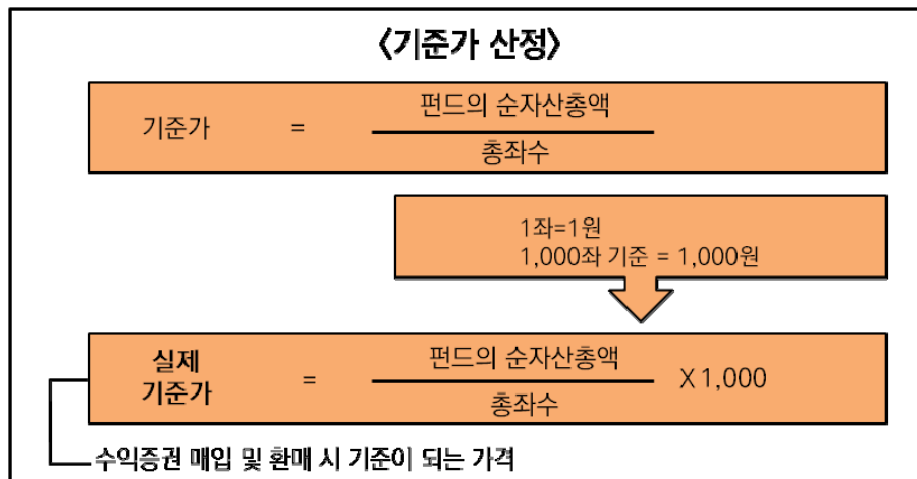 〈기준가 산정〉
펀드의 순자산총액
기준가 =
총좌수
1좌=1원
1,000좌 기준 = 1,000원
실제
기준가
=
펀드의 순자산총액
총좌수
X 1,000
수익증권 매입 및 환매 시 기준이 되는 가격